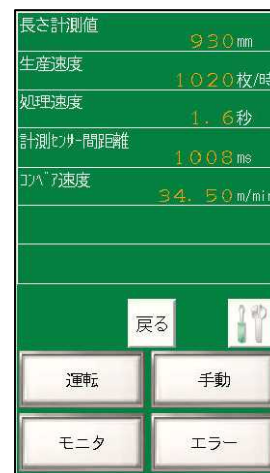 長さ計測値
930mm
生産速度
1020枚/時
処理速度
1.6秒
計測ｾﾝｻｰ間距離
1008ms
ｺﾝﾍﾞｱ速度
34.50m/min
戻る
運転 手動
モニタ エラー